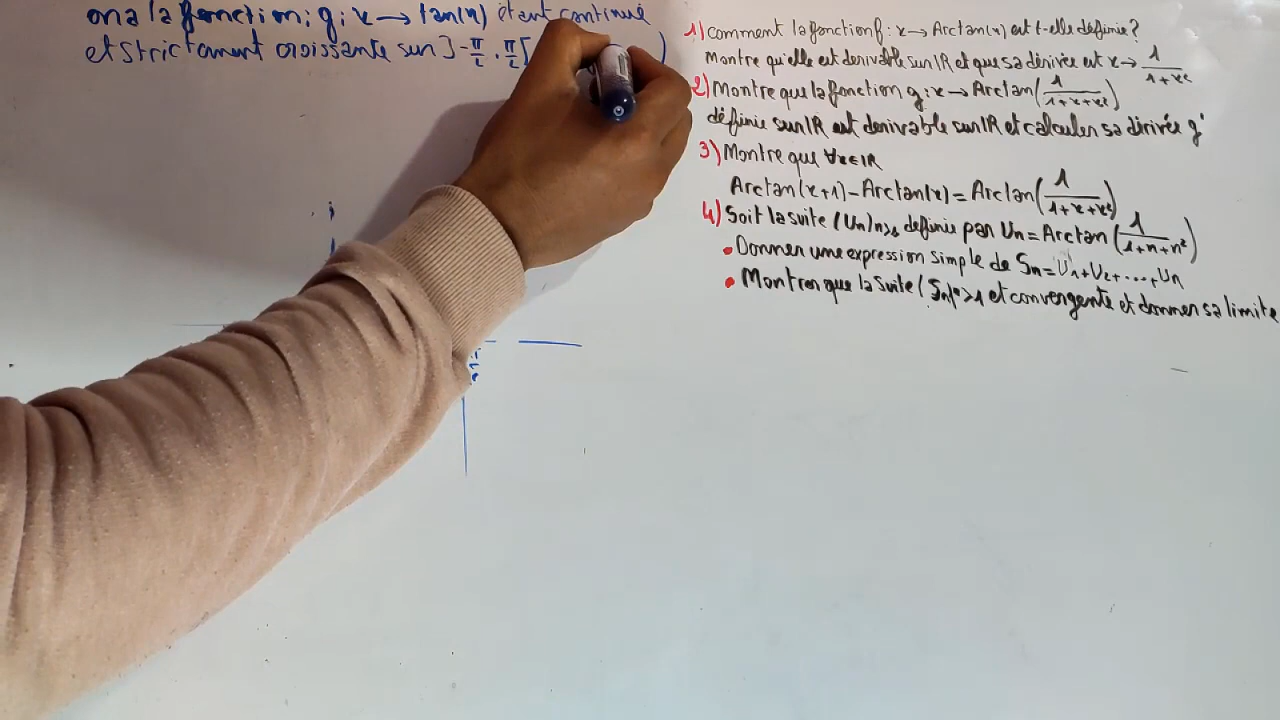 ona la fonction; g: x → tan(x) étant continue
et strictement croissante sur ]-π/2, π/2[
1) Comment la fonction f: x → Arctan(x) est t-elle définie?
Montre qu'elle est derivable sur IR et que sa dérivée est x → 1/(1+x²)
2) Montre que la fonction g: x → Arctan(1/(1+x+x²))
définie sur IR est derivable sur IR et calculer sa dérivée g'
3) Montre que ∀x∈IR
Arctan(x+1) - Arctan(x) = Arctan(1/(1+x+x²))
4) Soit la suite (Un)n≥1 définie par Un = Arctan(1/(1+n+n²))
• Donner une expression simple de Sn = U1+U2+...+Un
• Montrer que la suite (Sn)n≥1 et convergente et donner sa limite